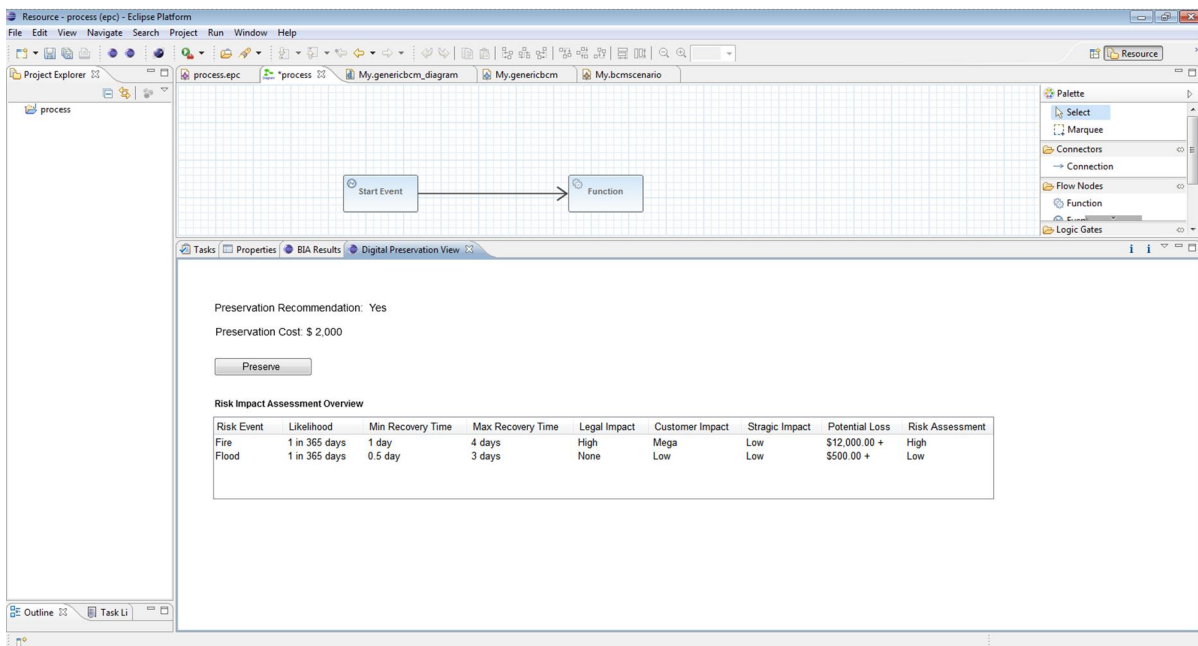 Resource - process (epc) - Eclipse Platform
File Edit View Navigate Search Project Run Window Help
Resource
Project Explorer
process.epc *process My.genericbcm_diagram My.genericbcm My.bcmscenario
process
Palette
Select
Marquee
Connectors
Connection
Flow Nodes
Function
Logic Gates
Start Event
Function
Tasks Properties BIA Results Digital Preservation View
Preservation Recommendation: Yes
Preservation Cost: $ 2,000
Preserve
Risk Impact Assessment Overview
Risk Event Likelihood Min Recovery Time Max Recovery Time Legal Impact Customer Impact Stragic Impact Potential Loss Risk Assessment
Fire 1 in 365 days 1 day 4 days High Mega Low $12,000.00 + High
Flood 1 in 365 days 0.5 day 3 days None Low Low $500.00 + Low
Outline Task Li